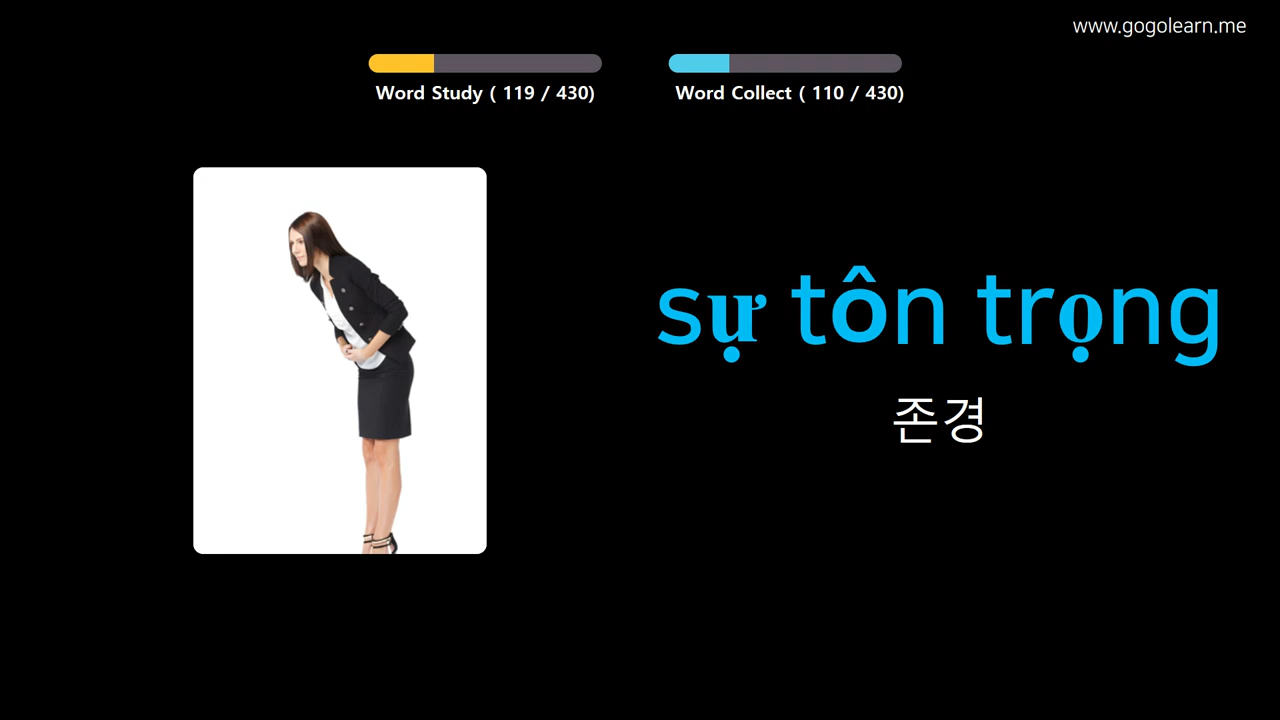 www.gogolearn.me
Word Study ( 119 / 430)
Word Collect ( 110 / 430)
sự tôn trọng
존경